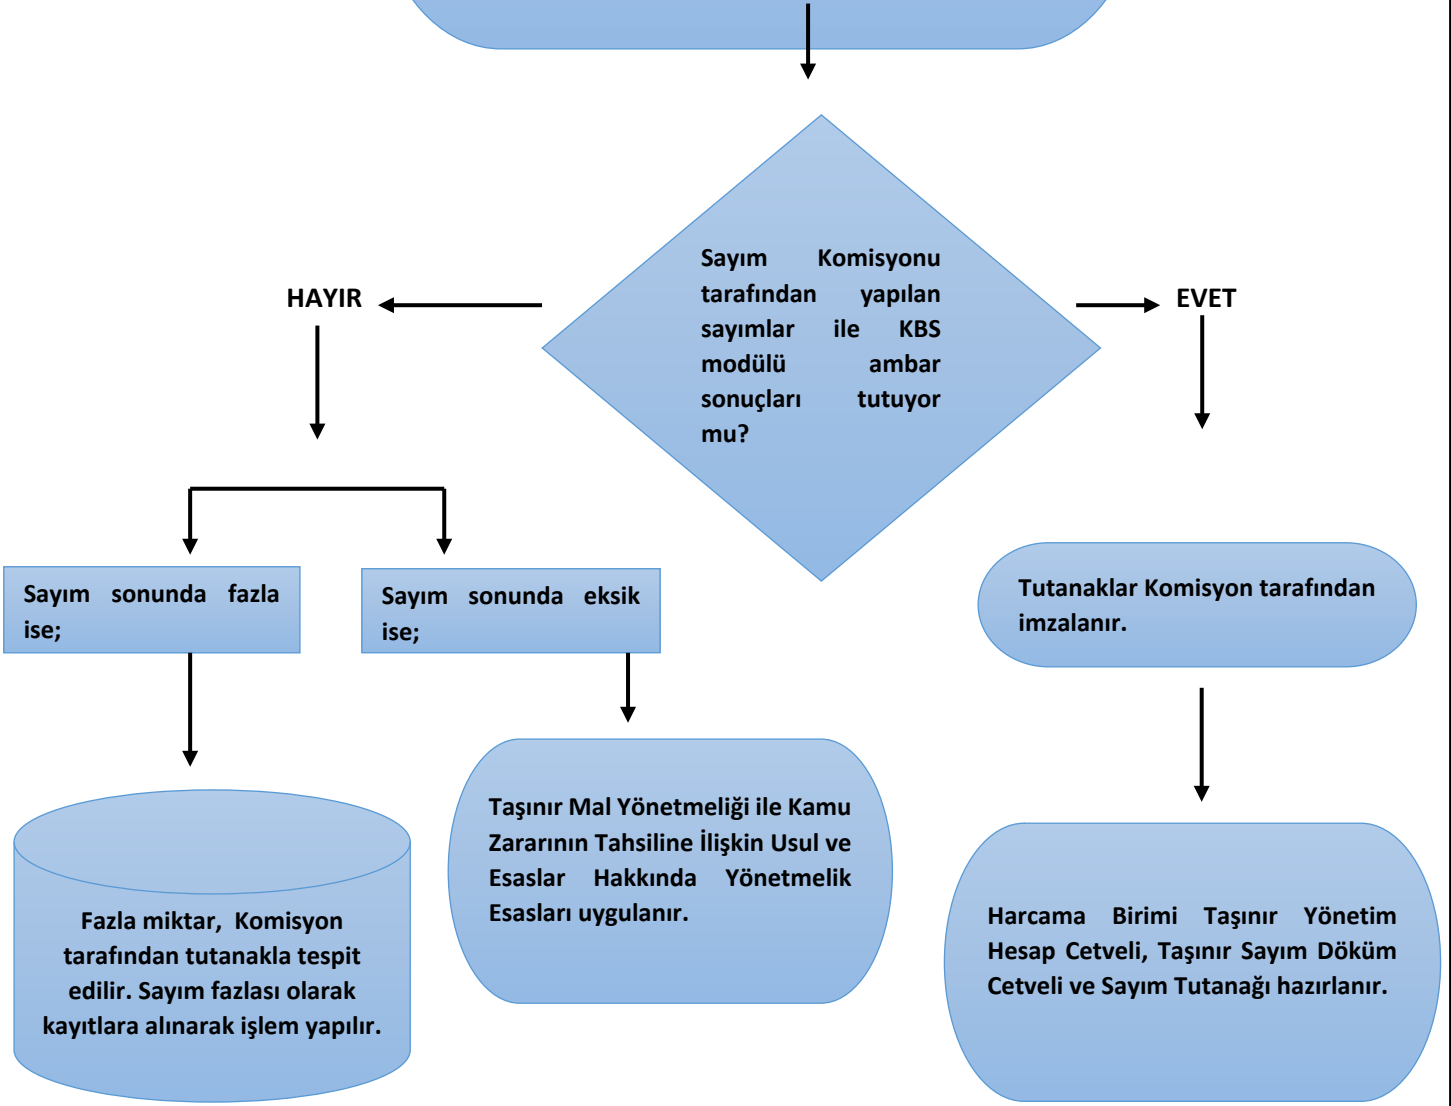 Sayım Komisyonu
tarafından yapılan
sayımlar ile KBS
modülü ambar
sonuçları tutuyor
mu?
HAYIR
EVET
Sayım sonunda fazla
ise;
Sayım sonunda eksik
ise;
Tutanaklar Komisyon tarafından
imzalanır.
Taşınır Mal Yönetmeliği ile Kamu
Zararının Tahsiline İlişkin Usul ve
Esaslar Hakkında Yönetmelik
Esasları uygulanır.
Fazla miktar, Komisyon
tarafından tutanakla tespit
edilir. Sayım fazlası olarak
kayıtlara alınarak işlem yapılır.
Harcama Birimi Taşınır Yönetim
Hesap Cetveli, Taşınır Sayım Döküm
Cetveli ve Sayım Tutanağı hazırlanır.